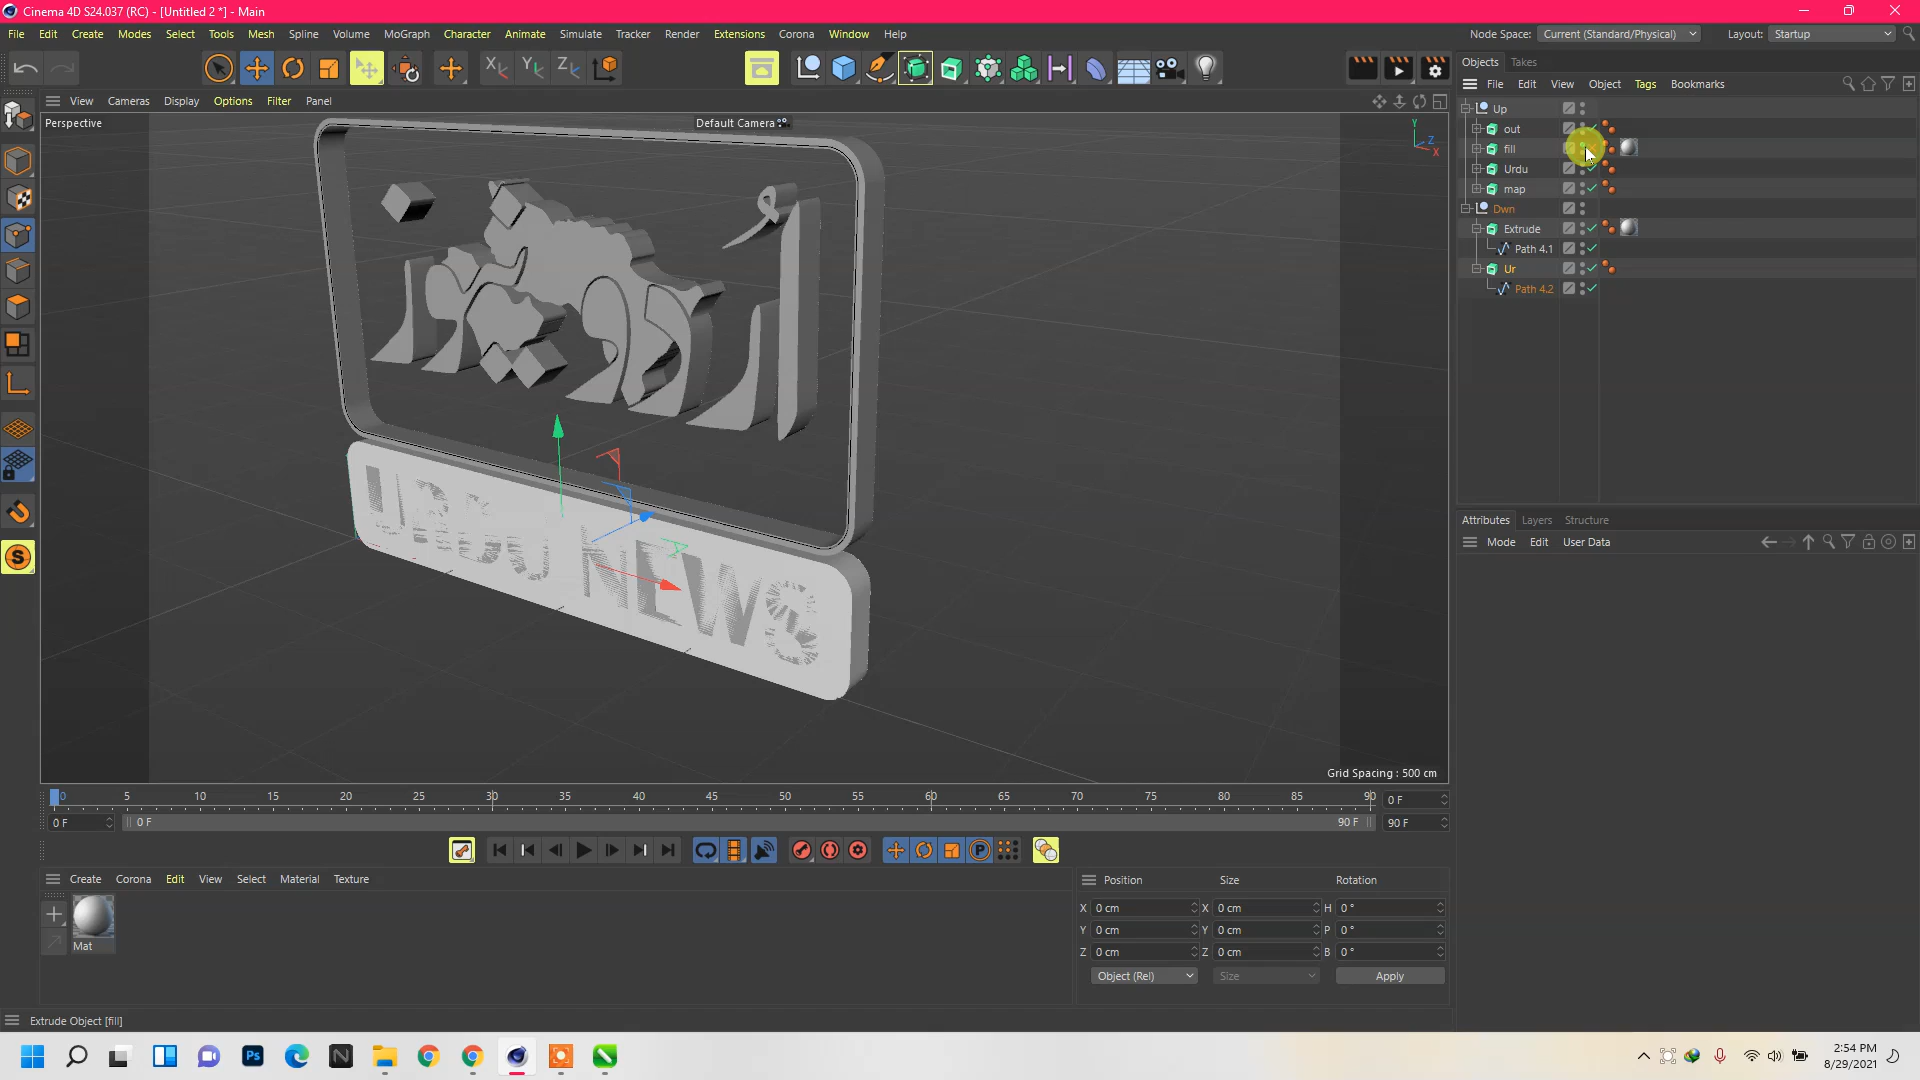 Cinema 4D S24.037 (RC) - [Untitled 2 *] - Main
File Edit Create Modes Select Tools Mesh Spline Volume MoGraph Character Animate Simulate Tracker Render Extensions Corona Window Help
Node Space: Current (Standard/Physical) Layout: Startup
Objects Takes
File Edit View Object Tags Bookmarks
View Cameras Display Options Filter Panel
Perspective
Default Camera
Y
Z
X
Up
out
fill
Urdu
map
Dwn
Extrude
Path 4.1
Ur
Path 4.2
URDU NEWS
Grid Spacing : 500 cm
Attributes Layers Structure
Mode Edit User Data
0 5 10 15 20 25 30 35 40 45 50 55 60 65 70 75 80 85 90 0 F
0 F 0 F 90 F 90 F
Create Corona Edit View Select Material Texture
Mat
Position Size Rotation
X 0 cm X 0 cm H 0 °
Y 0 cm Y 0 cm P 0 °
Z 0 cm Z 0 cm B 0 °
Object (Rel) Size Apply
Extrude Object [fill]
2:54 PM
8/29/2021